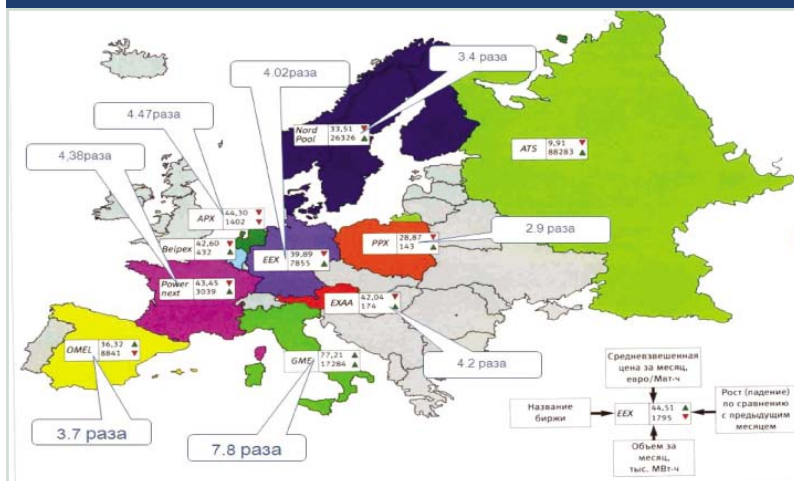 3.4 раза
4.02раза
4.47раза
4,38раза
Nord Pool
33,51
26326
ATS
9,91
88283
APX
44,30
1402
Belpex
42,60
432
EEX
39,89
7855
PPX
28,87
143
2.9 раза
Power next
43,45
3039
EXAA
42,04
174
OMEL
36,32
8841
GME
77,21
17284
4.2 раза
3.7 раза
7.8 раза
Средневзвешенная
цена за месяц,
евро/Мвт-ч
Название
биржи
EEX
44,51
1795
Рост (падение)
по сравнению
с предыдущим
месяцем
Объем за
месяц,
тыс. МВт-ч